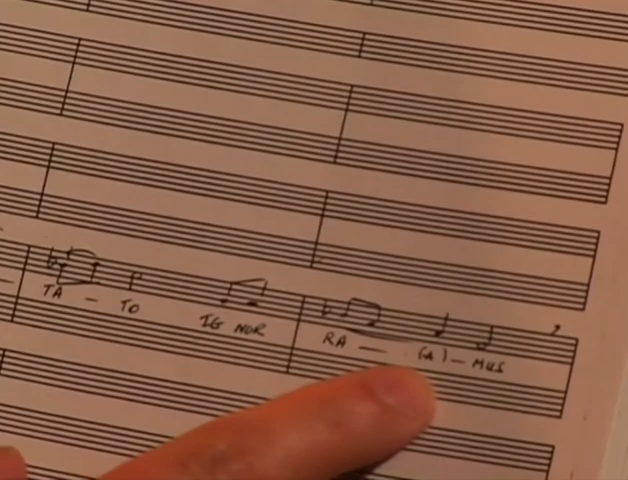 TA - TO IG NOR RA — (A) - MUS